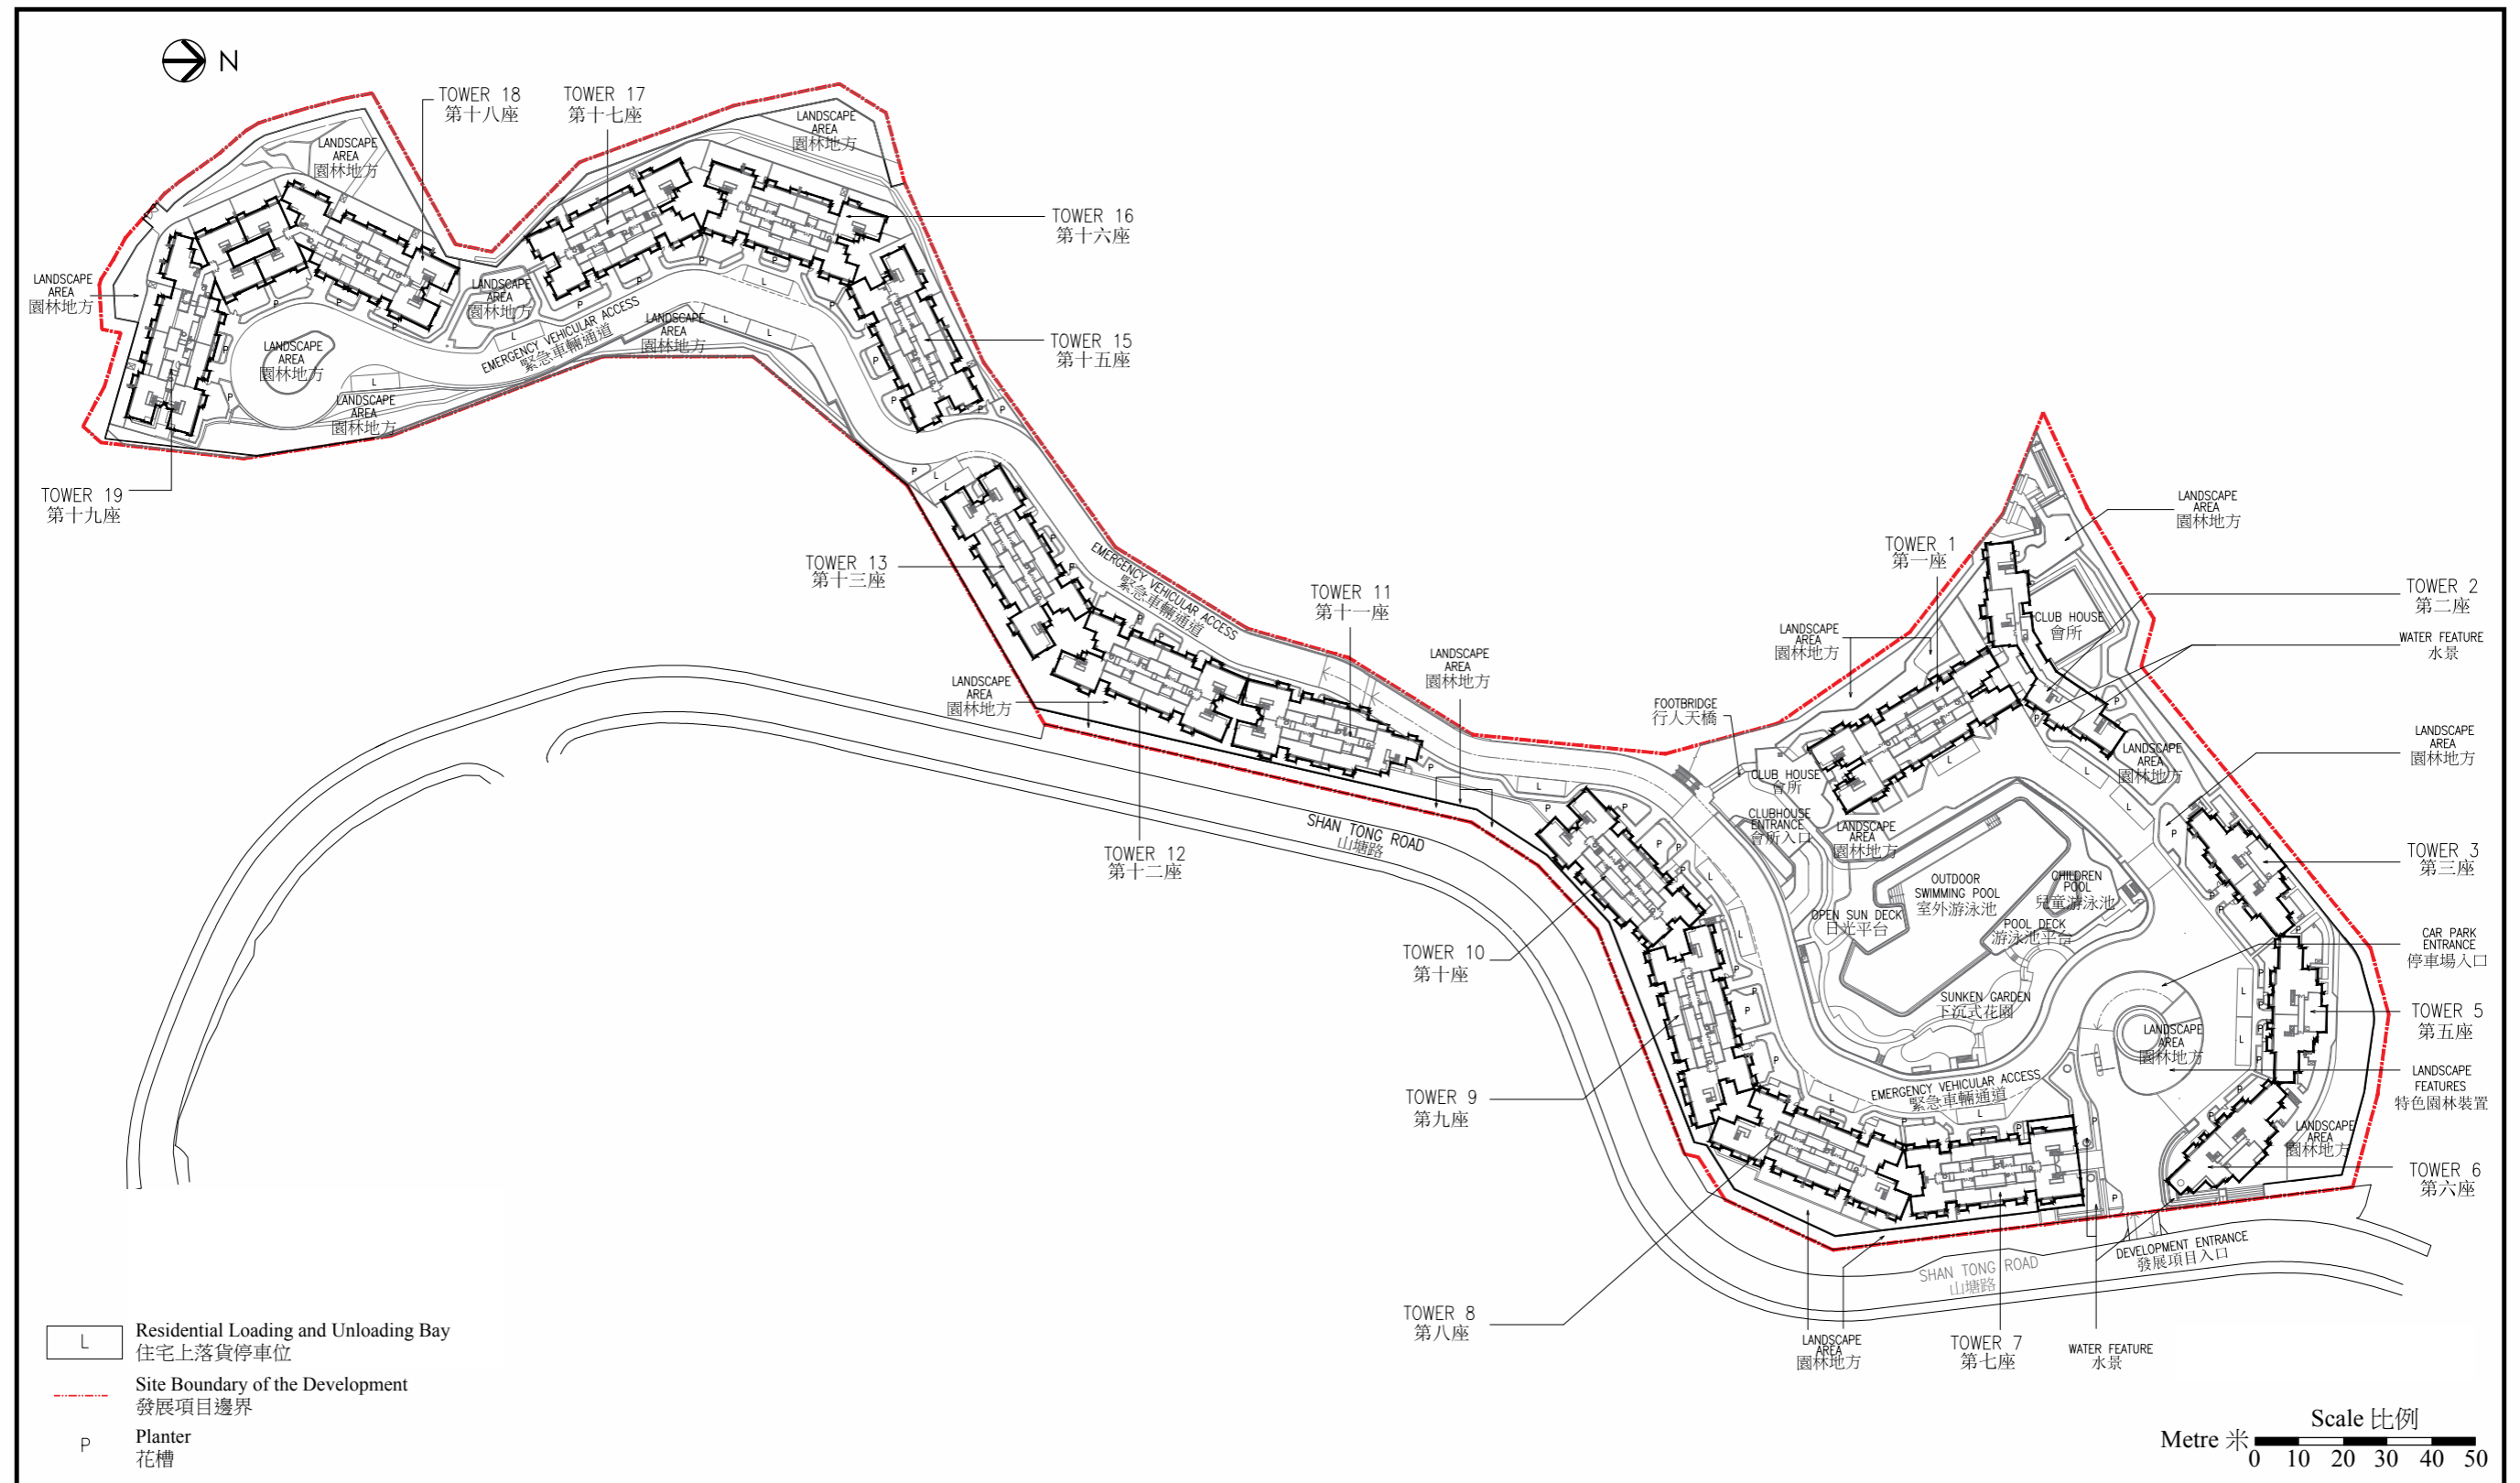 N
TOWER 18
第十八座
TOWER 17
第十七座
LANDSCAPE
AREA
園林地方
LANDSCAPE
AREA
園林地方
TOWER 16
第十六座
LANDSCAPE
AREA
園林地方
LANDSCAPE
AREA
園林地方
EMERGENCY VEHICULAR ACCESS
緊急車輛通道
LANDSCAPE
AREA
園林地方
TOWER 15
第十五座
LANDSCAPE
AREA
園林地方
LANDSCAPE
AREA
園林地方
TOWER 19
第十九座
TOWER 13
第十三座
EMERGENCY VEHICULAR ACCESS
緊急車輛通道
TOWER 11
第十一座
LANDSCAPE
AREA
園林地方
LANDSCAPE
AREA
園林地方
TOWER 12
第十二座
SHAN TONG ROAD
山塘路
LANDSCAPE
AREA
園林地方
TOWER 1
第一座
TOWER 2
第二座
CLUB HOUSE
會所
WATER FEATURE
水景
LANDSCAPE
AREA
園林地方
FOOTBRIDGE
行人天橋
LANDSCAPE
AREA
園林地方
LANDSCAPE
AREA
園林地方
CLUB HOUSE
會所
CLUBHOUSE
ENTRANCE
會所入口
LANDSCAPE
AREA
園林地方
TOWER 3
第三座
OUTDOOR
SWIMMING POOL
室外游泳池
CHILDREN
POOL
兒童游泳池
OPEN SUN DECK
日光平台
POOL DECK
游泳池平台
CAR PARK
ENTRANCE
停車場入口
TOWER 10
第十座
SUNKEN GARDEN
下沉式花園
LANDSCAPE
AREA
園林地方
TOWER 5
第五座
LANDSCAPE
FEATURES
特色園林裝置
EMERGENCY VEHICULAR ACCESS
緊急車輛通道
TOWER 9
第九座
LANDSCAPE
AREA
園林地方
TOWER 6
第六座
DEVELOPMENT ENTRANCE
發展項目入口
SHAN TONG ROAD
山塘路
TOWER 8
第八座
LANDSCAPE
AREA
園林地方
TOWER 7
第七座
WATER FEATURE
水景
L
Residential Loading and Unloading Bay
住宅上落貨停車位
Site Boundary of the Development
發展項目邊界
P
Planter
花槽
Scale 比例
Metre 米
0 10 20 30 40 50